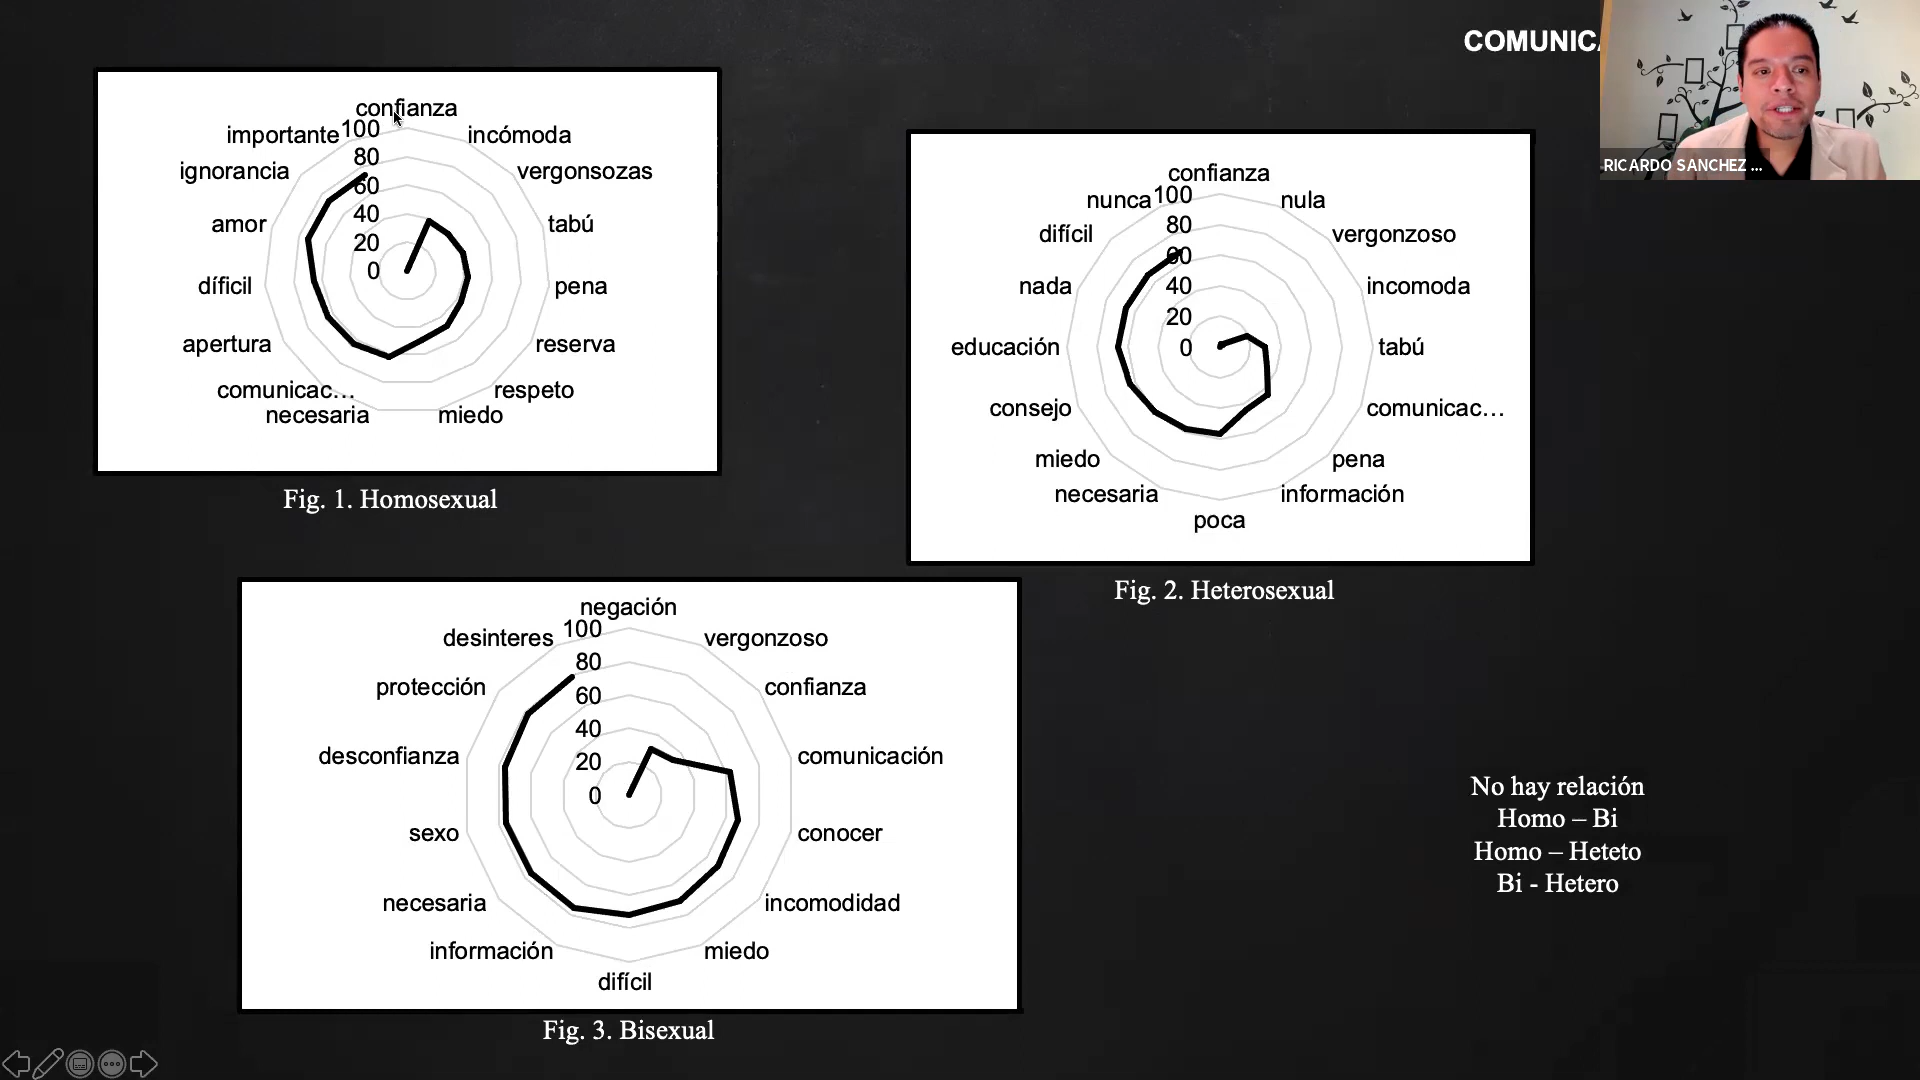 COMUNICA
RICARDO SANCHEZ ...
confianza
importante
incómoda
ignorancia
vergonsozas
amor
tabú
díficil
pena
apertura
reserva
comunicac...
respeto
necesaria
miedo
100
80
60
40
20
0
Fig. 1. Homosexual
confianza
nunca
nula
difícil
vergonzoso
nada
incomoda
educación
tabú
consejo
comunicac...
miedo
pena
necesaria
información
poca
100
80
60
40
20
0
Fig. 2. Heterosexual
negación
desinteres
vergonzoso
protección
confianza
desconfianza
comunicación
sexo
conocer
necesaria
incomodidad
información
miedo
difícil
100
80
60
40
20
0
Fig. 3. Bisexual
No hay relación
Homo – Bi
Homo – Heteto
Bi - Hetero